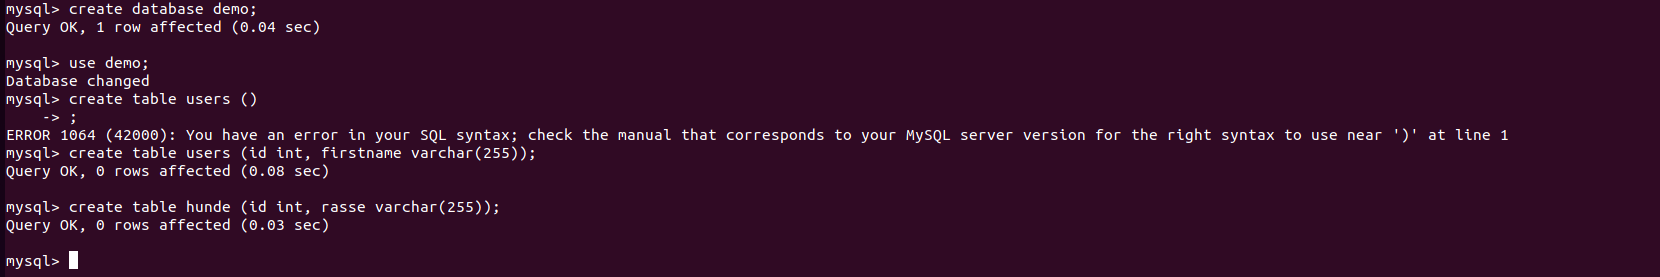 mysql> create database demo;
Query OK, 1 row affected (0.04 sec)
mysql> use demo;
Database changed
mysql> create table users ()
    -> ;
ERROR 1064 (42000): You have an error in your SQL syntax; check the manual that corresponds to your MySQL server version for the right syntax to use near ')' at line 1
mysql> create table users (id int, firstname varchar(255));
Query OK, 0 rows affected (0.08 sec)
mysql> create table hunde (id int, rasse varchar(255));
Query OK, 0 rows affected (0.03 sec)
mysql>